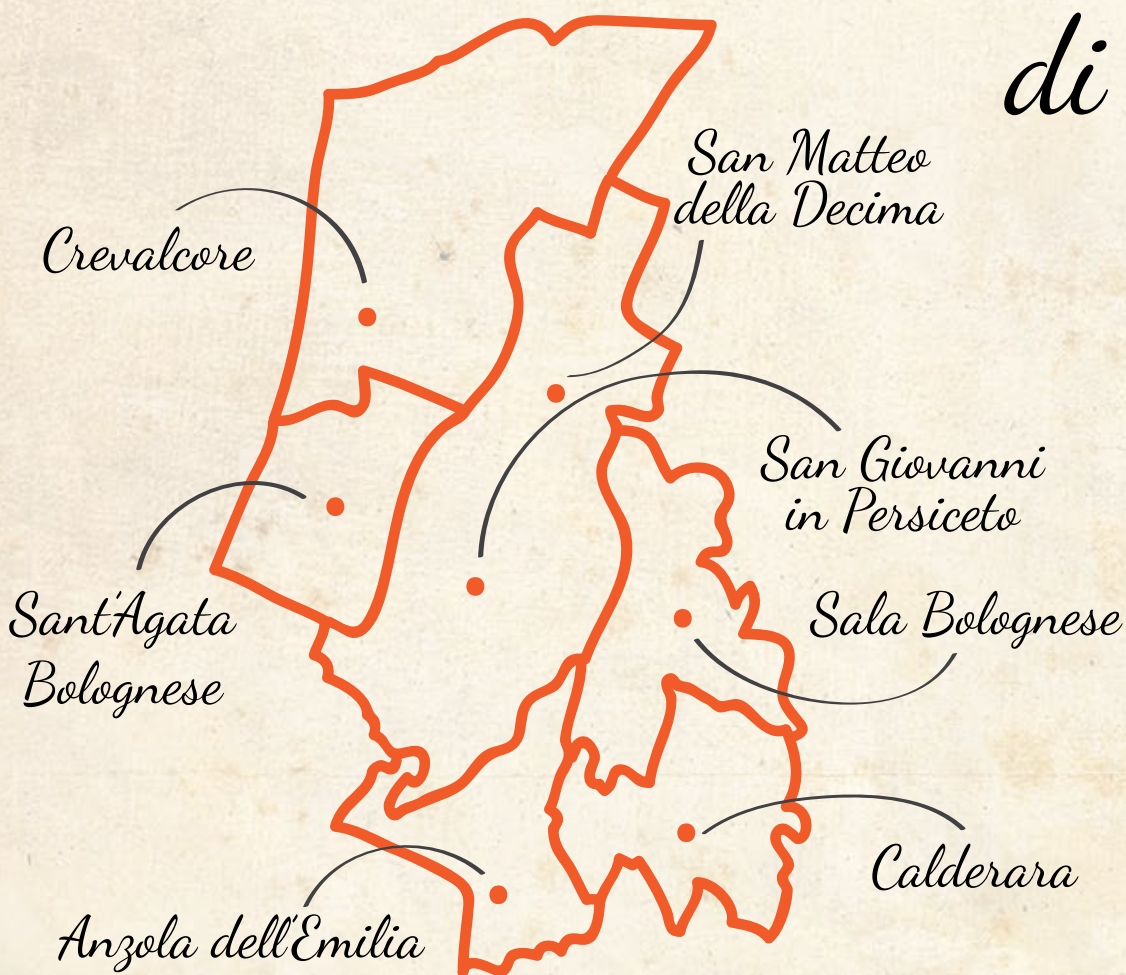 di
San Matteo
della Decima
Crevalcore
San Giovanni
in Persiceto
Sant'Agata
Bolognese
Sala Bolognese
Calderara
Anzola dell'Emilia